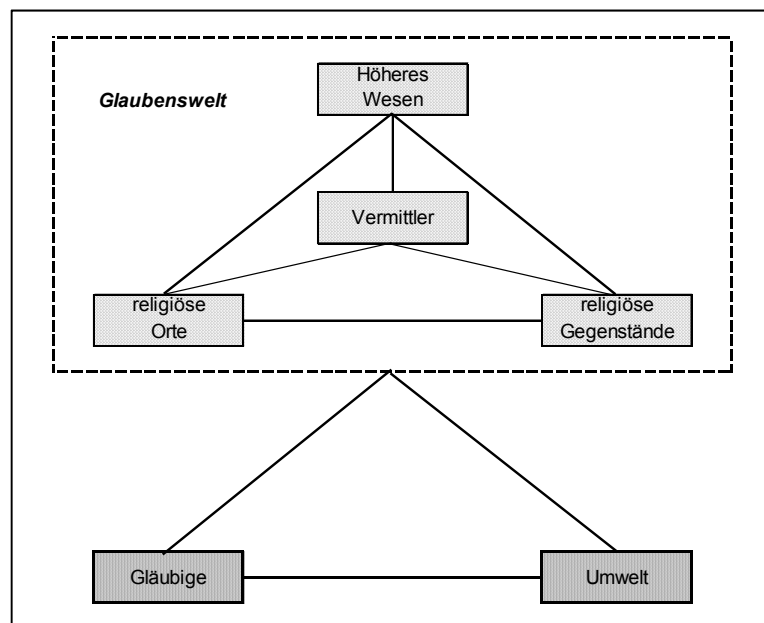 Höheres
Wesen
Glaubenswelt
Vermittler
religiöse
Orte
religiöse
Gegenstände
Gläubige
Umwelt